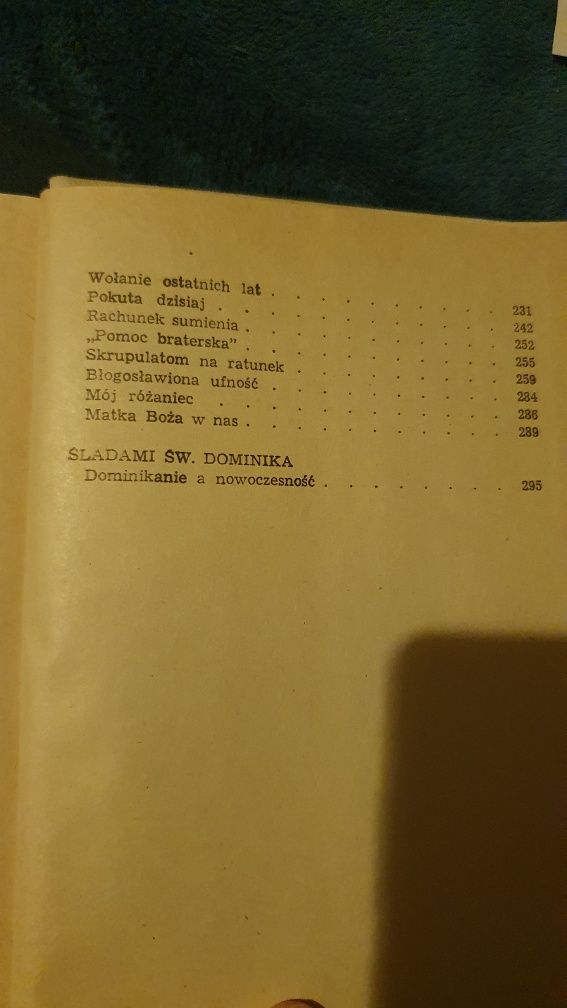 Wołanie ostatnich lat . . . . . . . . 231
Pokuta dzisiaj . . . . . . . . . 242
Rachunek sumienia . . . . . . . . 252
„Pomoc braterska” . . . . . . . . 255
Skrupulatom na ratunek . . . . . . . 259
Błogosławiona ufność . . . . . . . 284
Mój różaniec . . . . . . . . . 286
Matka Boża w nas . . . . . . . . 289
ŚLADAMI ŚW. DOMINIKA
Dominikanie a nowoczesność . . . . . . . 295